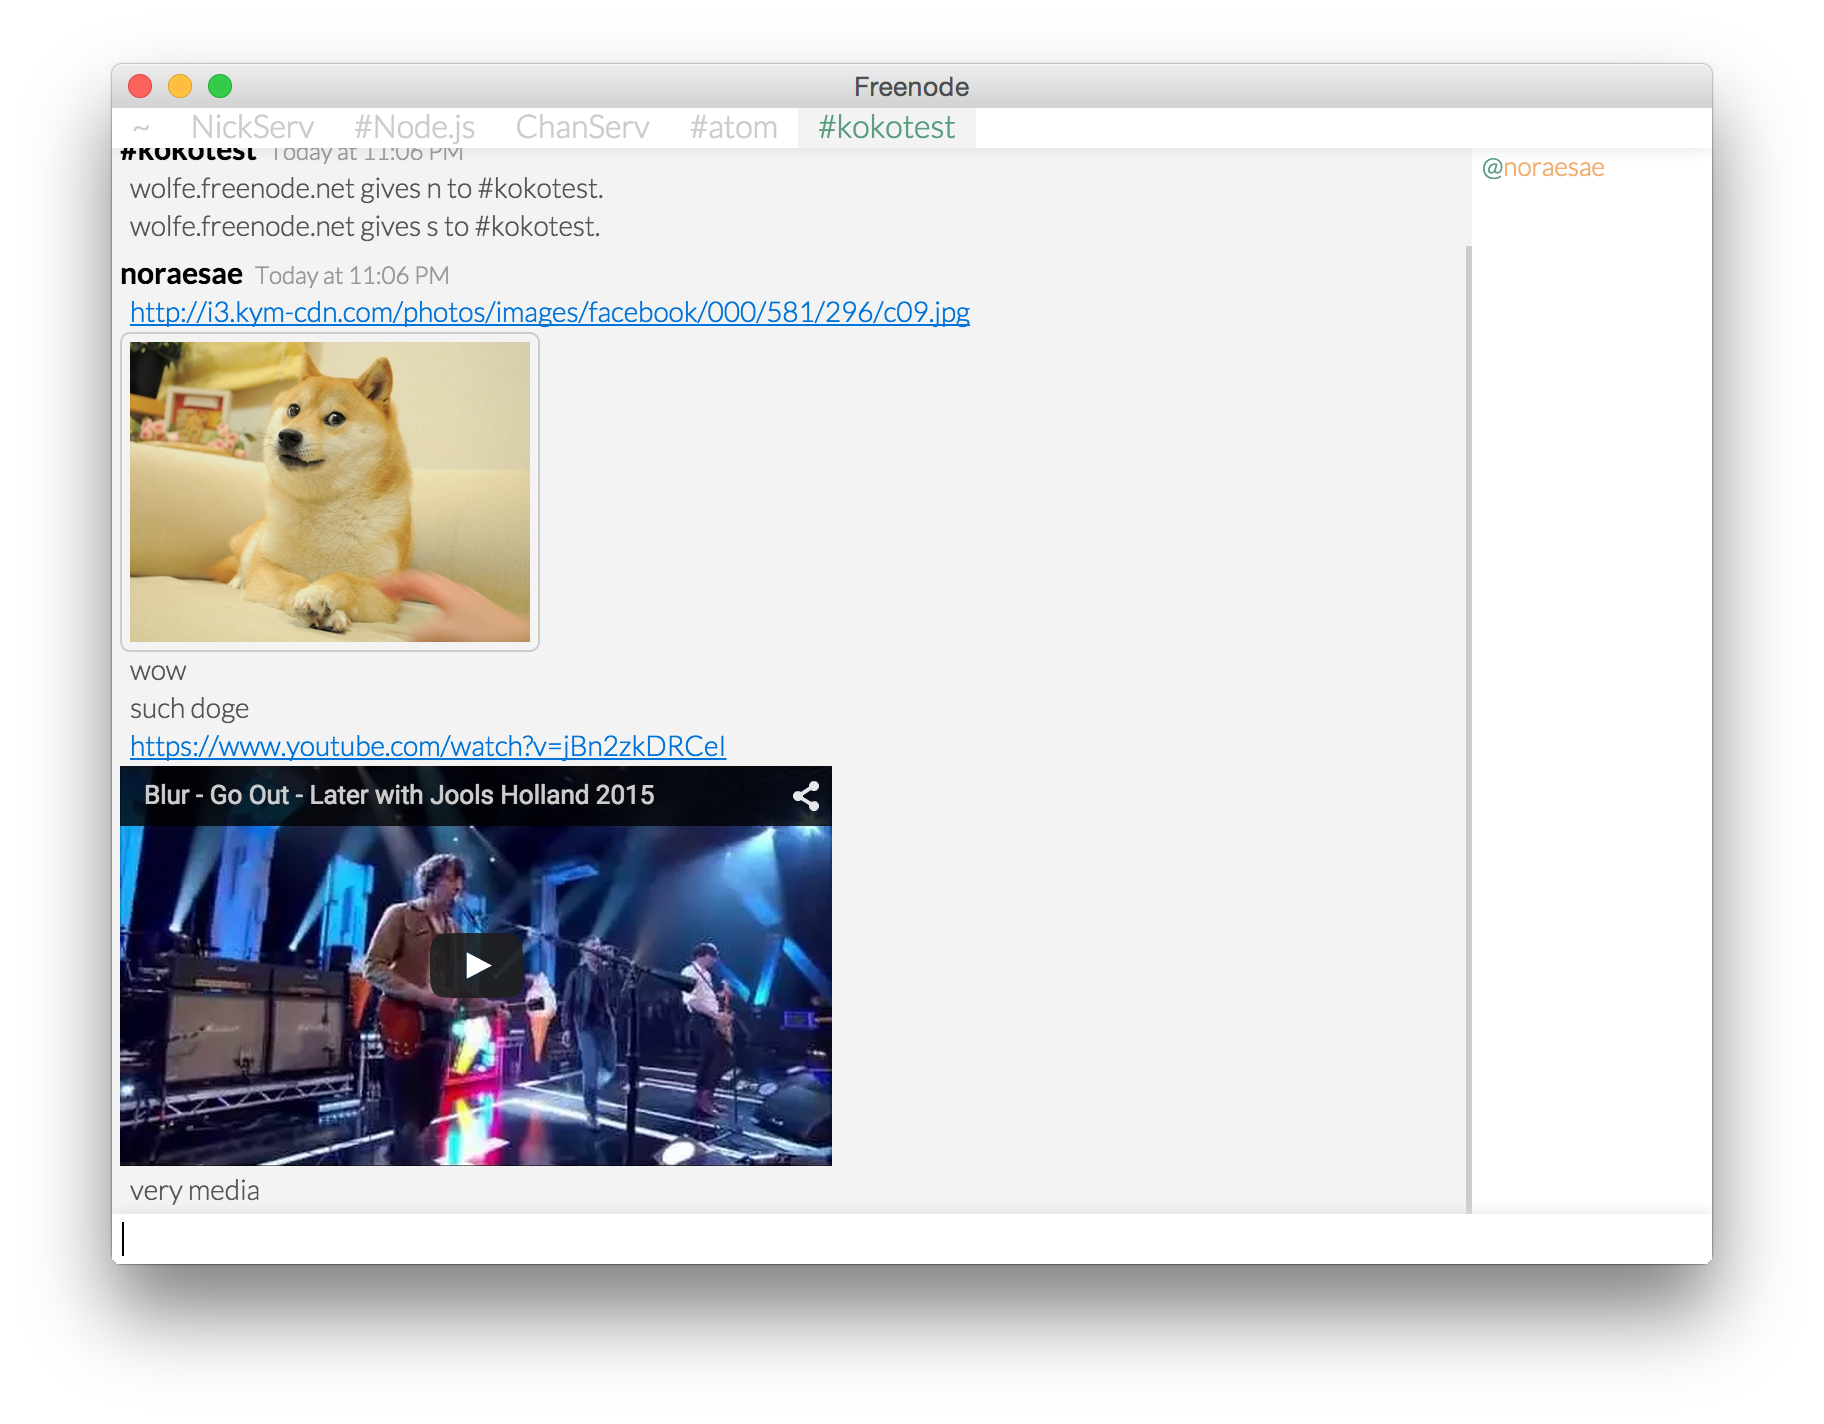 Freenode
~ NickServ #Node.js ChanServ #atom #kokotest
#kokotest Today at 11:06 PM
wolfe.freenode.net gives n to #kokotest.
wolfe.freenode.net gives s to #kokotest.
noraesae Today at 11:06 PM
http://i3.kym-cdn.com/photos/images/facebook/000/581/296/c09.jpg
wow
such doge
https://www.youtube.com/watch?v=jBn2zkDRCeI
Blur - Go Out - Later with Jools Holland 2015
very media
@noraesae